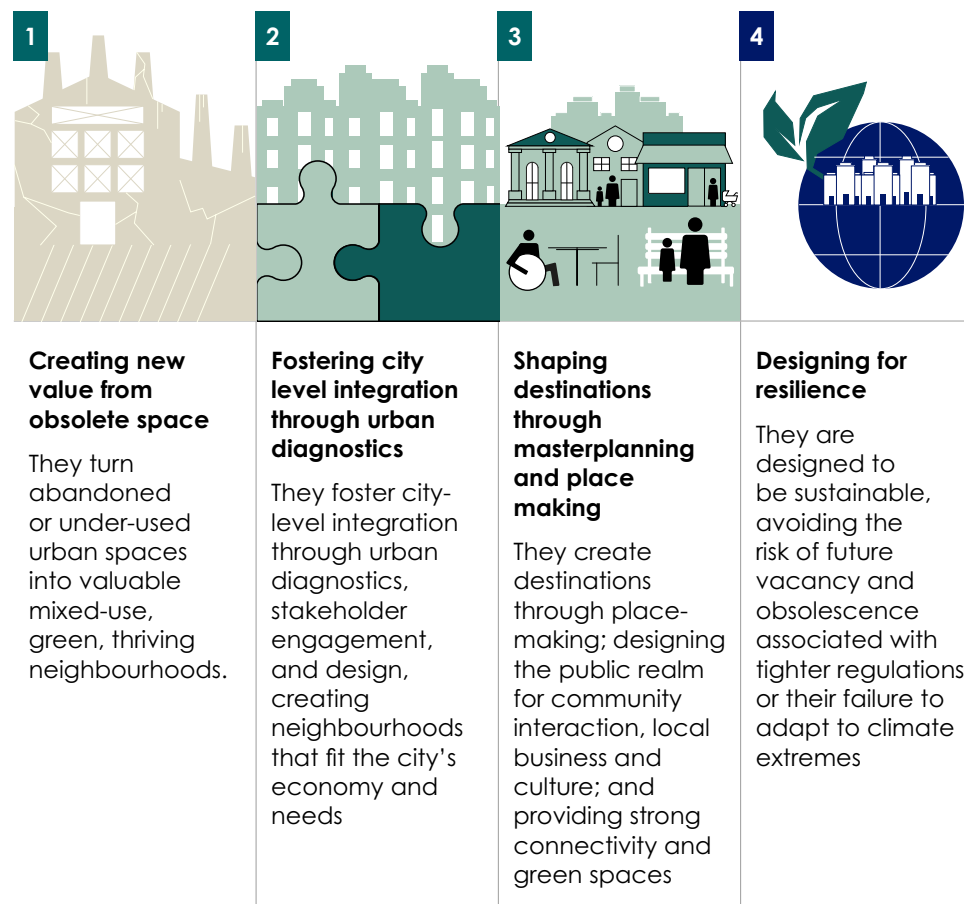 1
Creating new
value from
obsolete space
They turn
abandoned
or under-used
urban spaces
into valuable
mixed-use,
green, thriving
neighbourhoods.
2
Fostering city
level integration
through urban
diagnostics
They foster city-
level integration
through urban
diagnostics,
stakeholder
engagement,
and design,
creating
neighbourhoods
that fit the city’s
economy and
needs
3
Shaping
destinations
through
masterplanning
and place
making
They create
destinations
through place-
making; designing
the public realm
for community
interaction, local
business and
culture; and
providing strong
connectivity and
green spaces
4
Designing for
resilience
They are
designed to
be sustainable,
avoiding the
risk of future
vacancy and
obsolescence
associated with
tighter regulations
or their failure to
adapt to climate
extremes